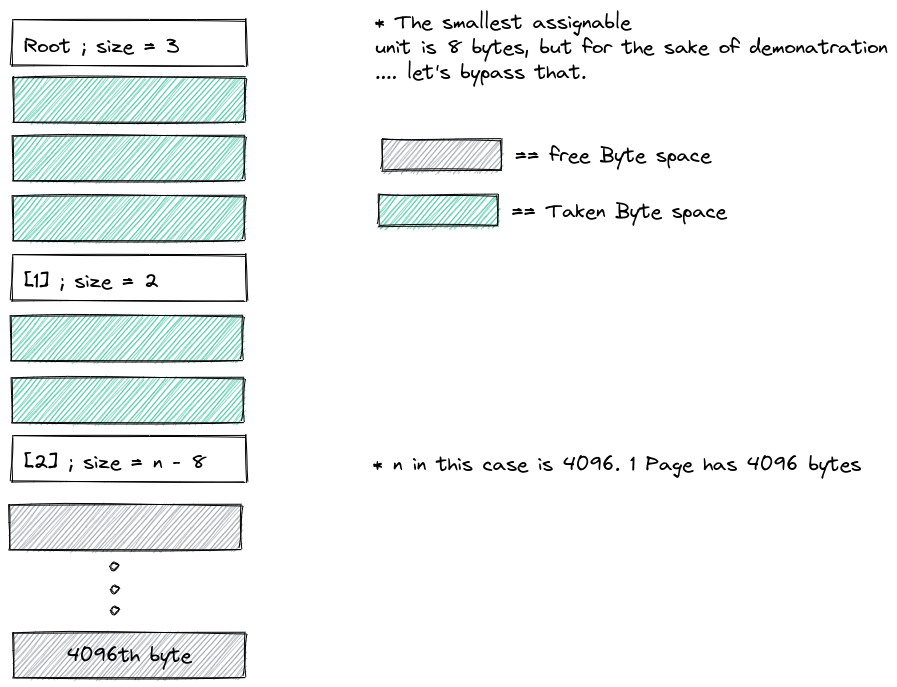 Root ; size = 3
* The smallest assignable
unit is 8 bytes, but for the sake of demonatration
.... let's bypass that.
== free Byte space
== Taken Byte space
[1] ; size = 2
[2] ; size = n - 8
* n in this case is 4096. 1 Page has 4096 bytes
4096th byte